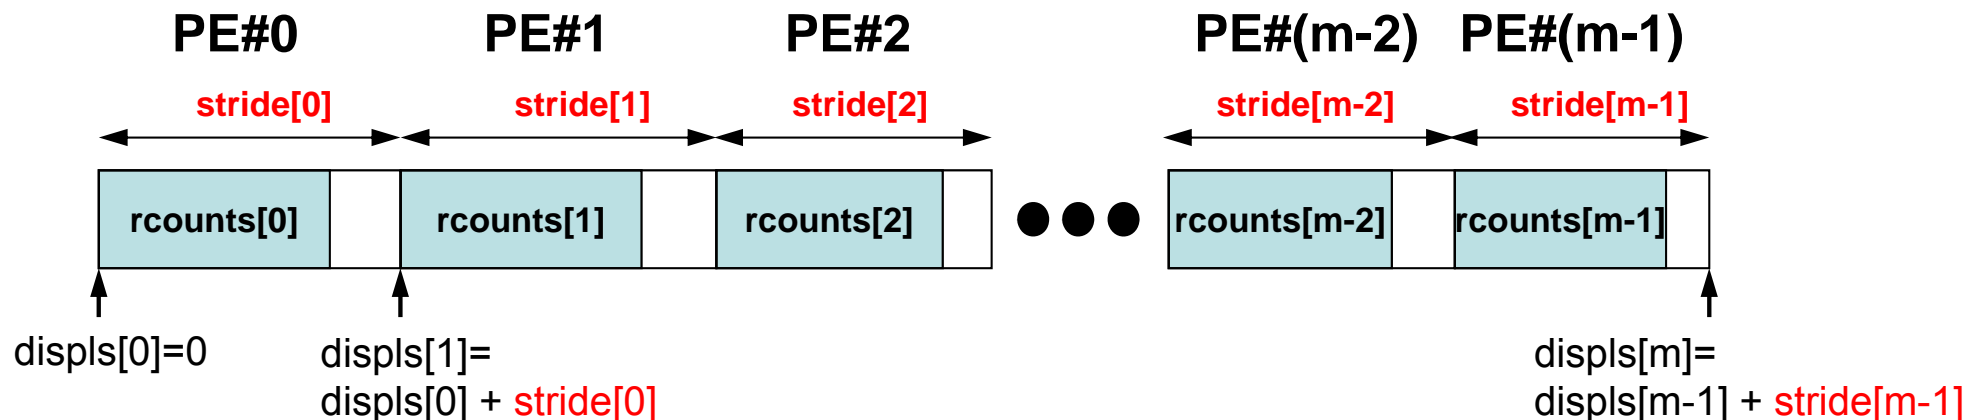 PE#0 PE#1 PE#2 PE#(m-2) PE#(m-1)
stride[0] stride[1] stride[2] stride[m-2] stride[m-1]
rcounts[0] rcounts[1] rcounts[2] rcounts[m-2] rcounts[m-1]
displs[0]=0 displs[1]= displs[m]=
displs[0] + stride[0] displs[m-1] + stride[m-1]